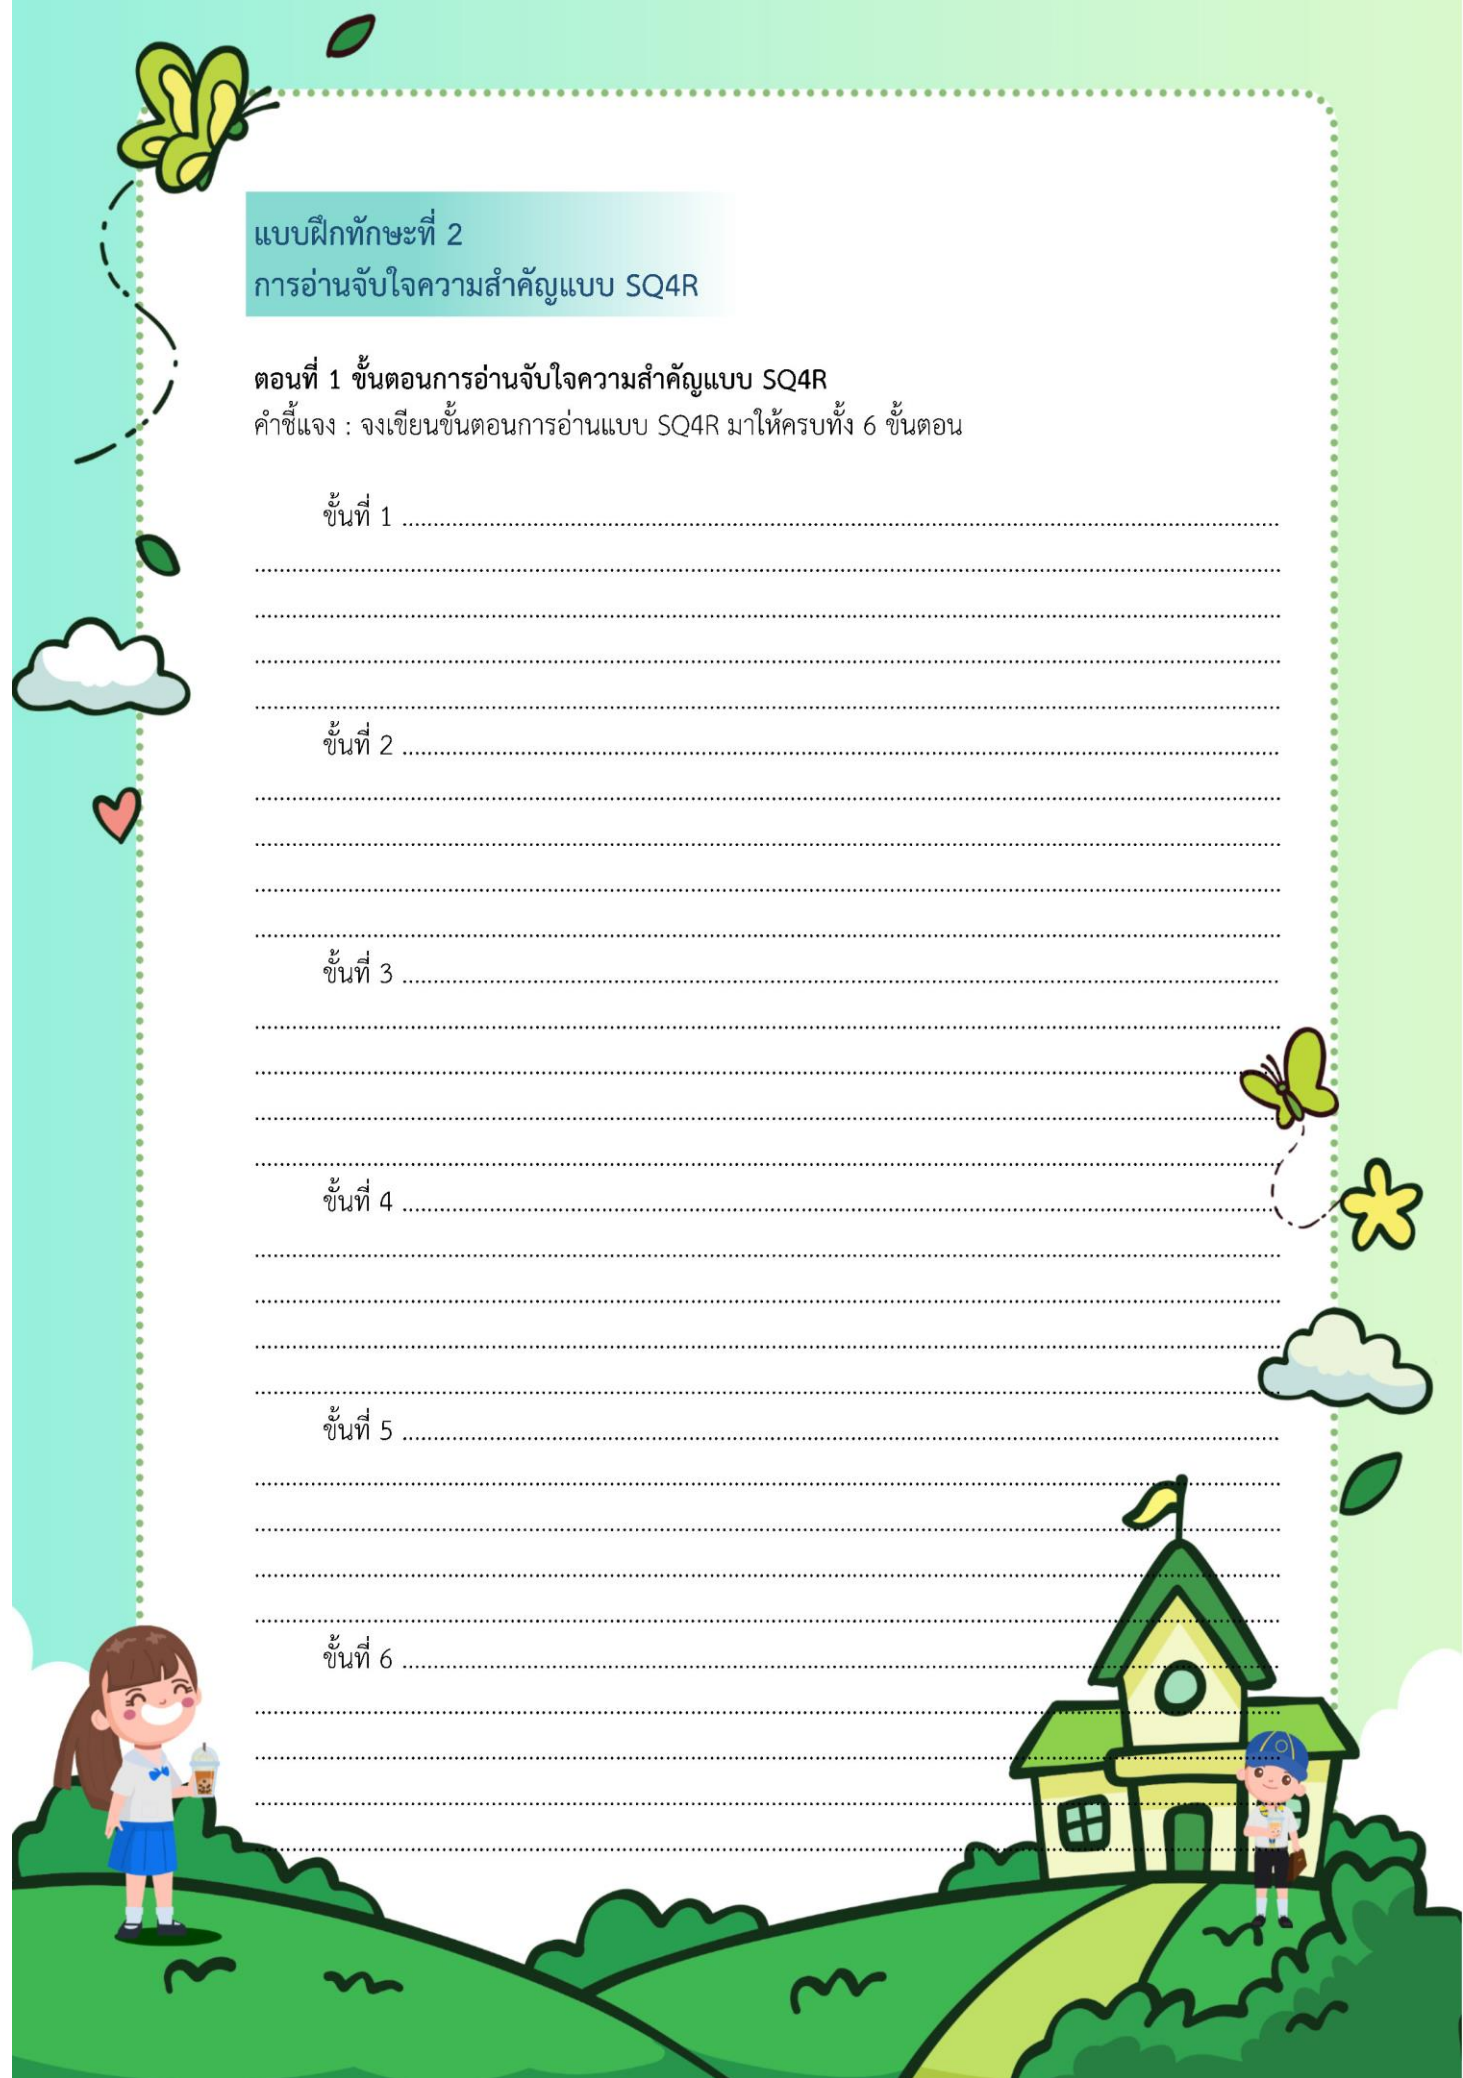 แบบฝึกทักษะที่ 2
การอ่านจับใจความสำคัญแบบ SQ4R
ตอนที่ 1 ขั้นตอนการอ่านจับใจความสำคัญแบบ SQ4R
คำชี้แจง : จงเขียนขั้นตอนการอ่านแบบ SQ4R มาให้ครบทั้ง 6 ขั้นตอน
ขั้นที่ 1
ขั้นที่ 2
ขั้นที่ 3
ขั้นที่ 4
ขั้นที่ 5
ขั้นที่ 6